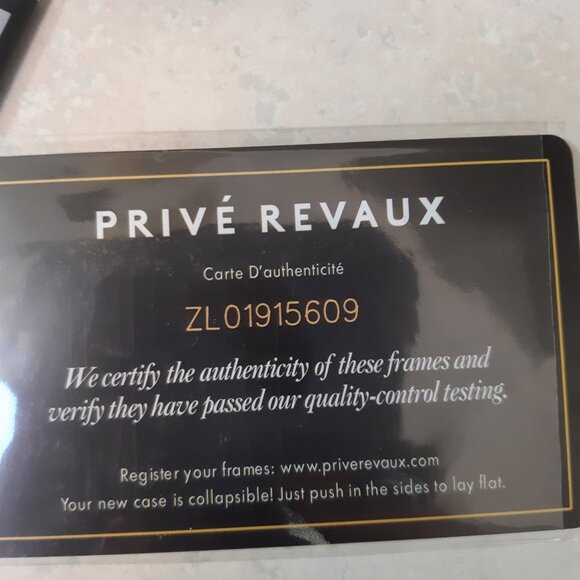 PRIVÉ REVAUX
Carte D'authenticité
ZL01915609
We certify the authenticity of these frames and
verify they have passed our quality-control testing.
Register your frames: www.priverevaux.com
Your new case is collapsible! Just push in the sides to lay flat.